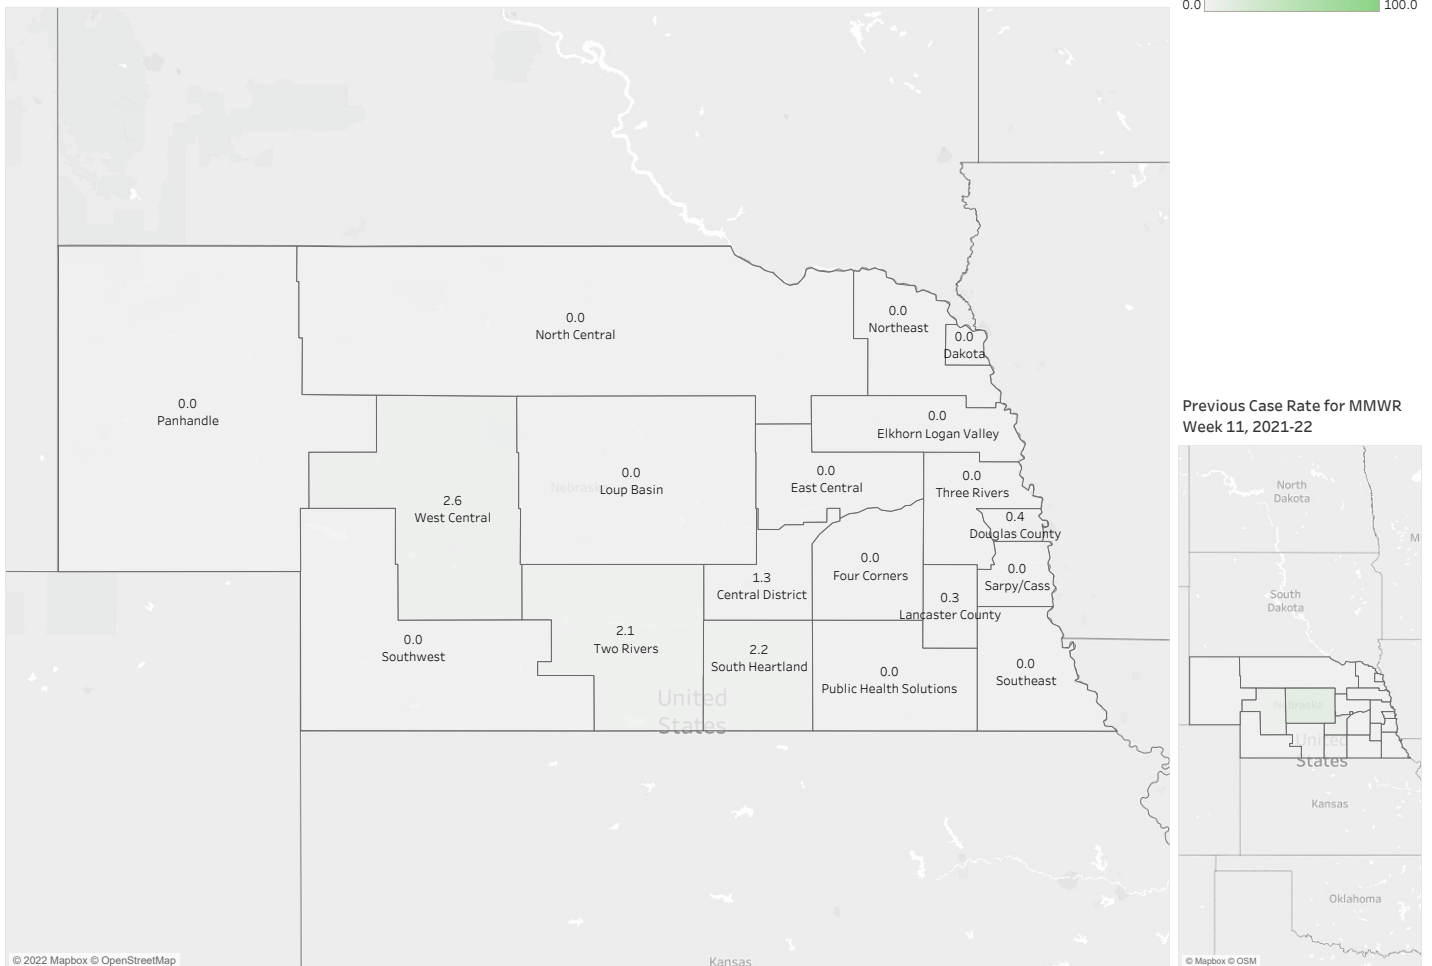 0.0
100.0
0.0
North Central
0.0
Northeast
0.0
Dakota
0.0
Panhandle
0.0
Elkhorn Logan Valley
0.0
Loup Basin
Nebraska
0.0
East Central
0.0
Three Rivers
2.6
West Central
0.4
Douglas County
0.0
Four Corners
0.0
Sarpy/Cass
1.3
Central District
0.3
Lancaster County
0.0
Southwest
2.1
Two Rivers
2.2
South Heartland
0.0
Public Health Solutions
0.0
Southeast
United
States
Kansas
© 2022 Mapbox © OpenStreetMap
Previous Case Rate for MMWR
Week 11, 2021-22
North
Dakota
M
South
Dakota
Nebraska
United
States
Kansas
Oklahoma
© Mapbox © OSM